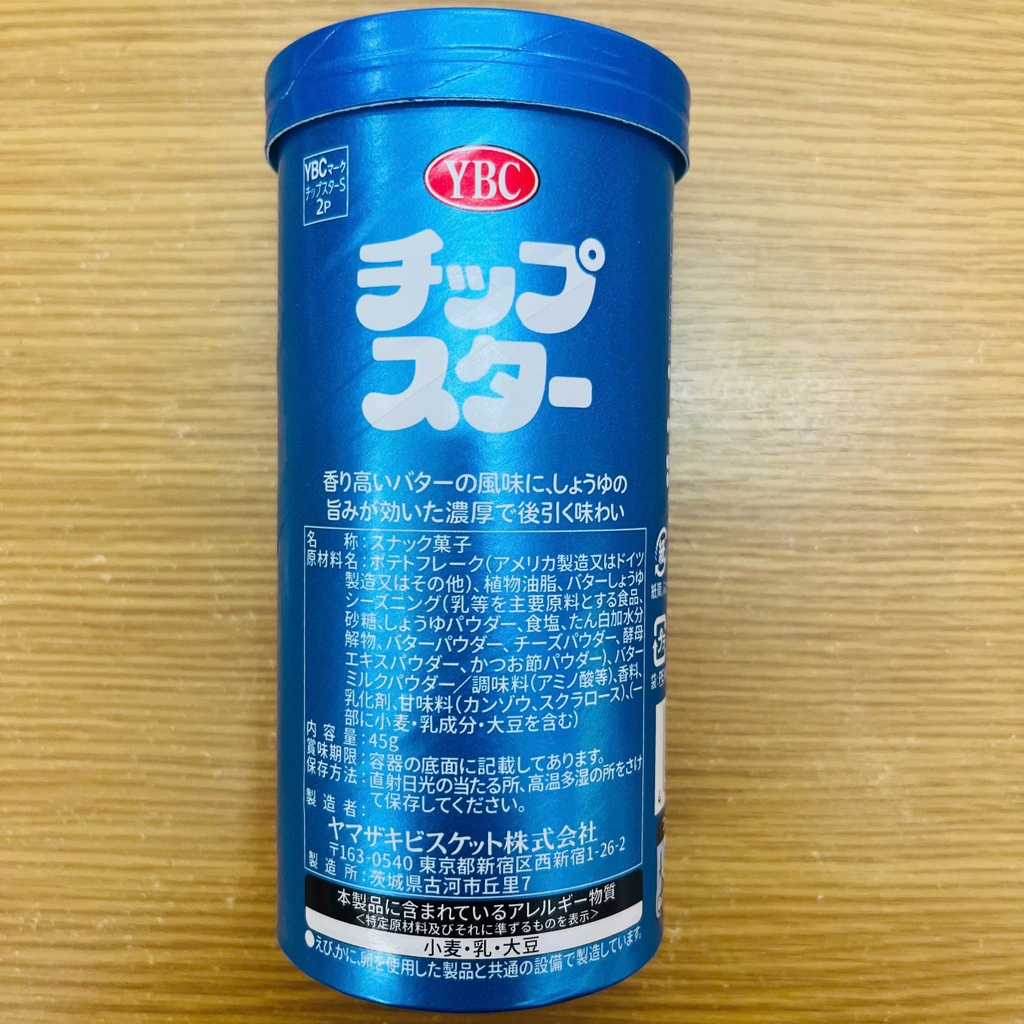 YBCマーク
チップスターS
2P
YBC
チップ
スター
香り高いバターの風味に、しょうゆの
旨みが効いた濃厚で後引く味わい
名 称:スナック菓子
原材料名:ポテトフレーク(アメリカ製造又はドイツ
製造又はその他)、植物油脂、バターしょうゆ
シーズニング(乳等を主要原料とする食品、
砂糖、しょうゆパウダー、食塩、たん白加水分
解物、バターパウダー、チーズパウダー、酵母
エキスパウダー、かつお節パウダー)、バター
ミルクパウダー/調味料(アミノ酸等)、香料、
乳化剤、甘味料(カンゾウ、スクラロース)、(一
部に小麦・乳成分・大豆を含む)
内容量:45g
賞味期限:容器の底面に記載してあります。
保存方法:直射日光の当たる所、高温多湿の所をさけ
て保存してください。
製造者:
ヤマザキビスケット株式会社
〒163-0540 東京都新宿区西新宿1-26-2
製造所:茨城県古河市丘里7
本製品に含まれているアレルギー物質
<特定原材料及びそれに準ずるものを表示>
小麦・乳・大豆
●えび、かに、卵を使用した製品と共通の設備で製造しています。